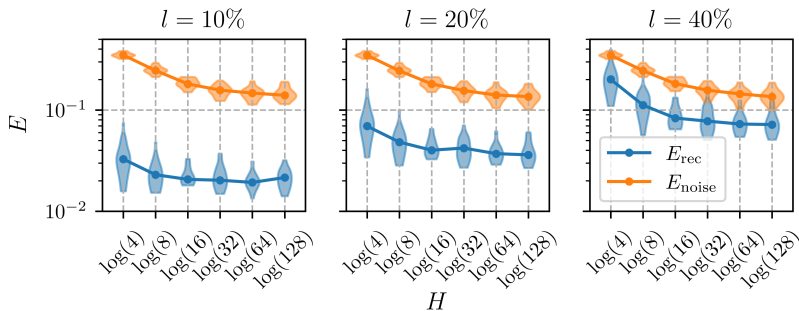 l = 10%
l = 20%
l = 40%
E
10⁻¹
10⁻²
E_rec
E_noise
log(4) log(8) log(16) log(32) log(64) log(128)
log(4) log(8) log(16) log(32) log(64) log(128)
log(4) log(8) log(16) log(32) log(64) log(128)
H